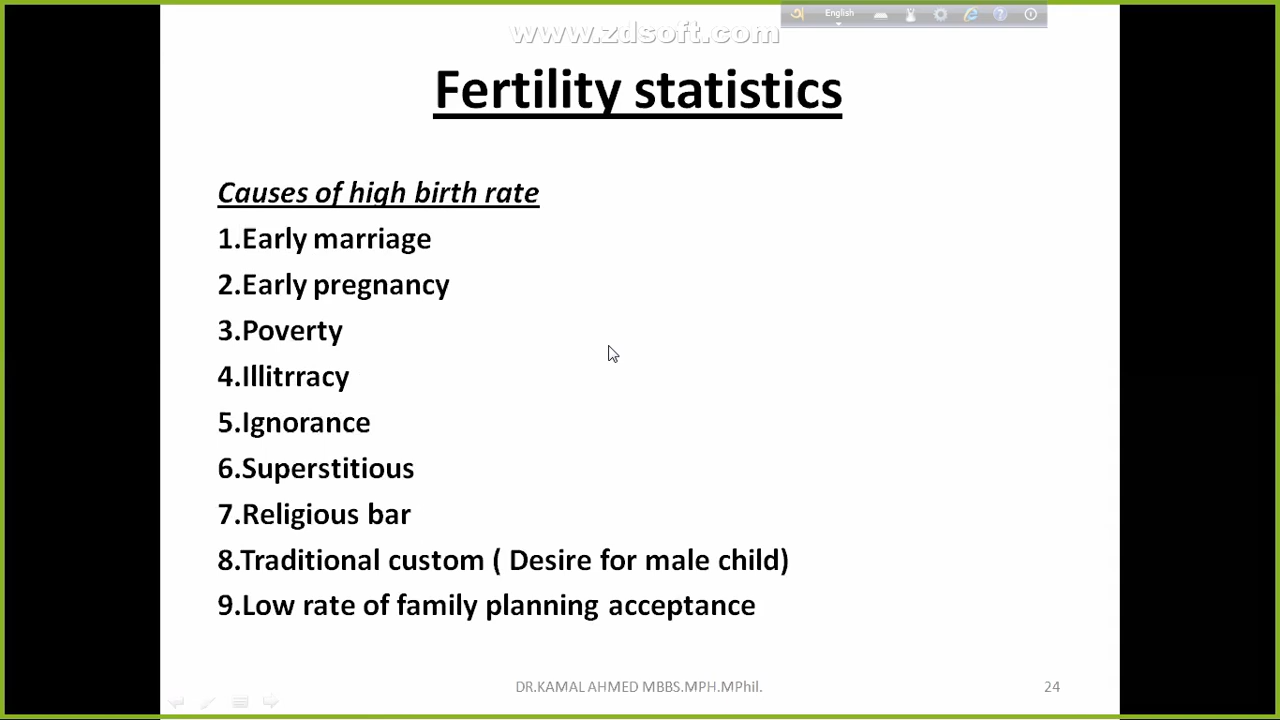 English
www.zdsoft.com
Fertility statistics
Causes of high birth rate
1.Early marriage
2.Early pregnancy
3.Poverty
4.Illitrracy
5.Ignorance
6.Superstitious
7.Religious bar
8.Traditional custom ( Desire for male child)
9.Low rate of family planning acceptance
DR.KAMAL AHMED MBBS.MPH.MPhil.
24